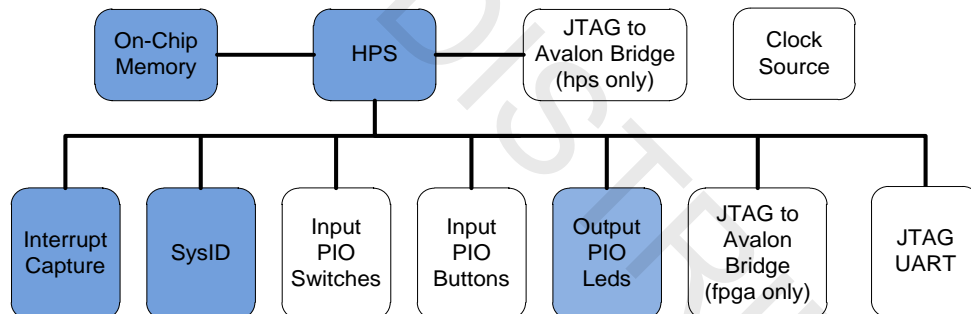 On-Chip
Memory
HPS
JTAG to
Avalon Bridge
(hps only)
Clock
Source
Interrupt
Capture
SysID
Input
PIO
Switches
Input
PIO
Buttons
Output
PIO
Leds
JTAG to
Avalon
Bridge
(fpga only)
JTAG
UART
DISTRI